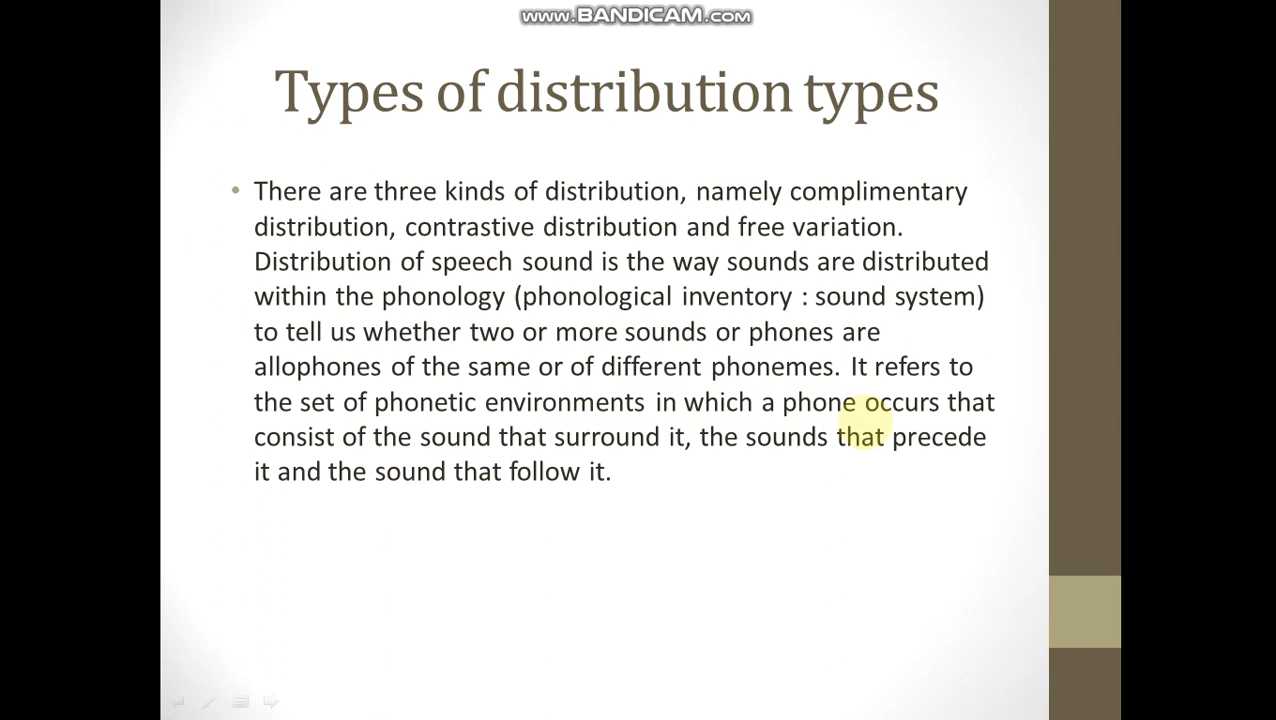 www.BANDICAM.com
Types of distribution types
• There are three kinds of distribution, namely complimentary
distribution, contrastive distribution and free variation.
Distribution of speech sound is the way sounds are distributed
within the phonology (phonological inventory : sound system)
to tell us whether two or more sounds or phones are
allophones of the same or of different phonemes. It refers to
the set of phonetic environments in which a phone occurs that
consist of the sound that surround it, the sounds that precede
it and the sound that follow it.